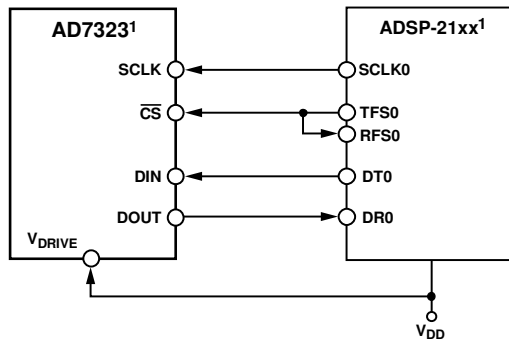 AD7323¹ ADSP-21xx¹
SCLK SCLK0
CS TFS0
RFS0
DIN DT0
DOUT DR0
VDRIVE
VDD